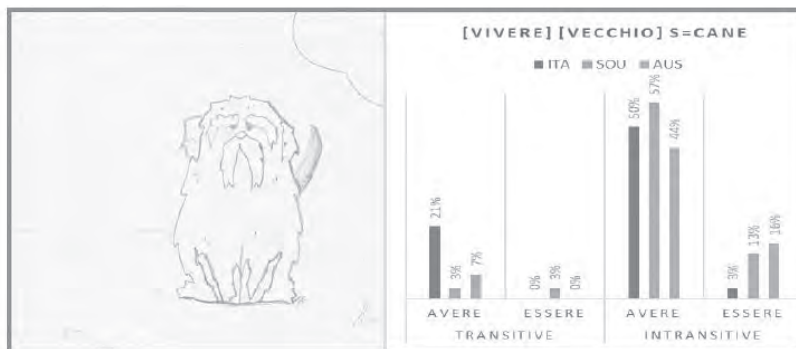 [VIVERE] [VECCHIO] S=CANE
ITA SOU AUS
21% 3% 7% 0% 3% 0% 50% 57% 44% 3% 13% 16%
AVERE ESSERE AVERE ESSERE
TRANSITIVE INTRANSITIVE